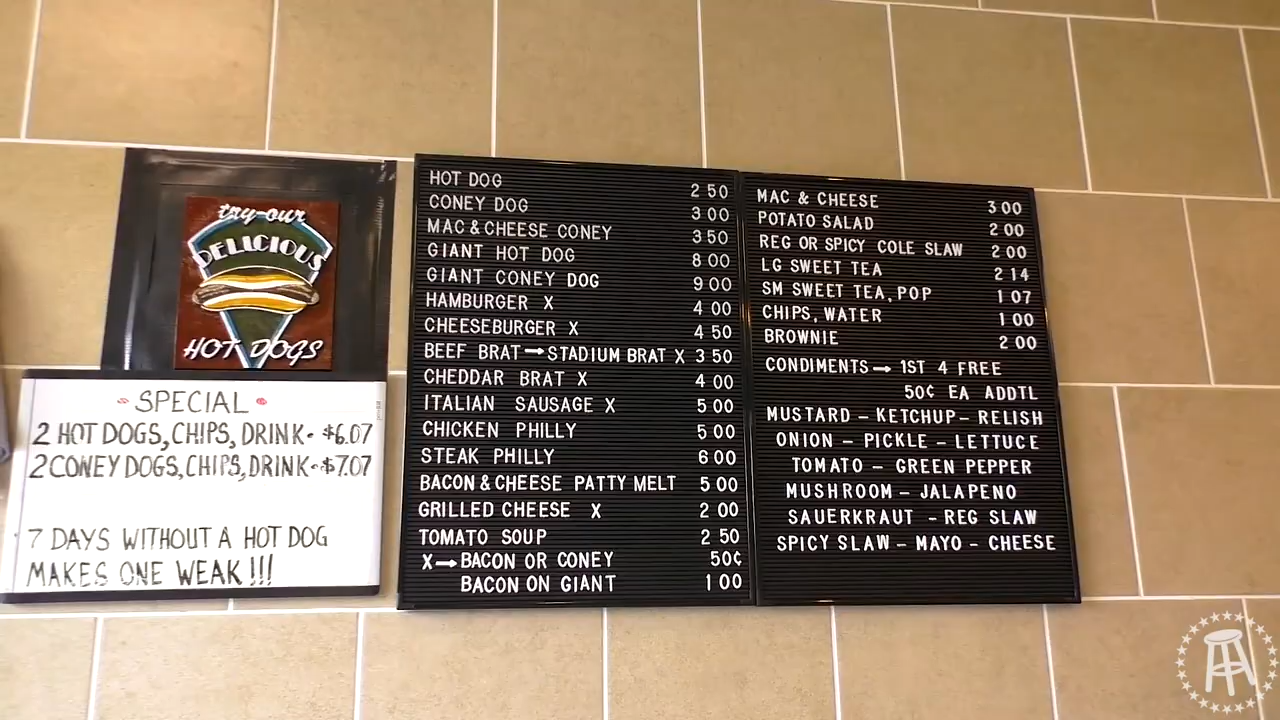 try our
DELICIOUS
HOT DOGS
SPECIAL
2 HOT DOGS, CHIPS, DRINK - $6.07
2 CONEY DOGS, CHIPS, DRINK - $7.07
7 DAYS WITHOUT A HOT DOG
MAKES ONE WEAK!!!
HOT DOG 2 50
CONEY DOG 3 00
MAC & CHEESE CONEY 3 50
GIANT HOT DOG 8 00
GIANT CONEY DOG 9 00
HAMBURGER X 4 00
CHEESEBURGER X 4 50
BEEF BRAT→STADIUM BRAT X 3 50
CHEDDAR BRAT X 4 00
ITALIAN SAUSAGE X 5 00
CHICKEN PHILLY 5 00
STEAK PHILLY 6 00
BACON & CHEESE PATTY MELT 5 00
GRILLED CHEESE X 2 00
TOMATO SOUP 2 50
X→BACON OR CONEY 50¢
BACON ON GIANT 1 00
MAC & CHEESE 3 00
POTATO SALAD 2 00
REG OR SPICY COLE SLAW 2 00
LG SWEET TEA 2 14
SM SWEET TEA, POP 1 07
CHIPS, WATER 1 00
BROWNIE 2 00
CONDIMENTS→ 1ST 4 FREE
50¢ EA ADDTL
MUSTARD - KETCHUP - RELISH
ONION - PICKLE - LETTUCE
TOMATO - GREEN PEPPER
MUSHROOM - JALAPENO
SAUERKRAUT - REG SLAW
SPICY SLAW - MAYO - CHEESE